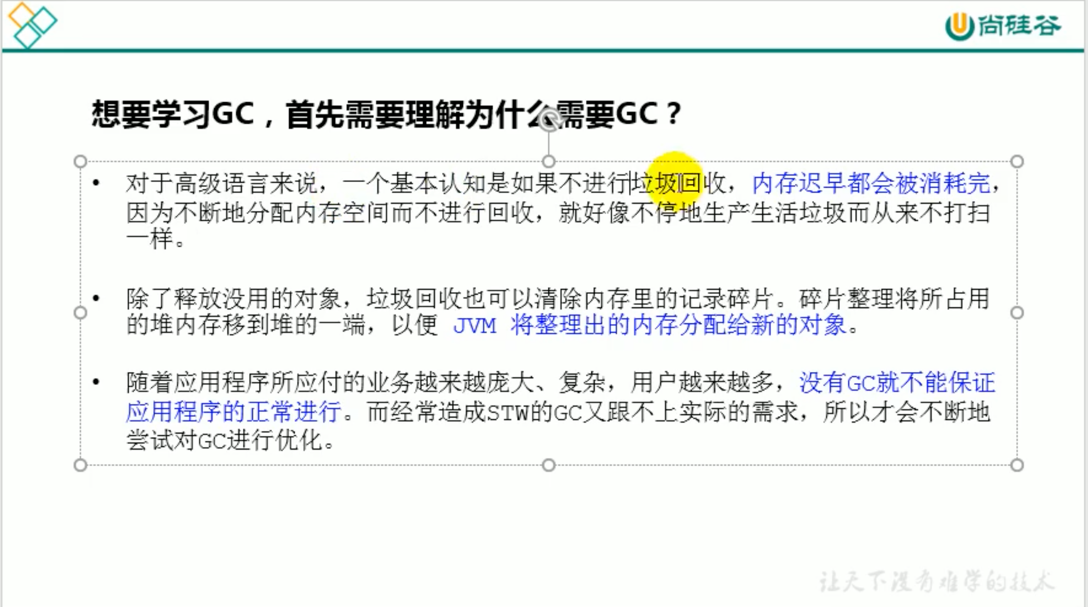 尚硅谷
想要学习GC，首先需要理解为什么需要GC？
• 对于高级语言来说，一个基本认知是如果不进行垃圾回收，内存迟早都会被消耗完，
因为不断地分配内存空间而不进行回收，就好像不停地生产生活垃圾而从来不打扫
一样。
• 除了释放没用的对象，垃圾回收也可以清除内存里的记录碎片。碎片整理将所占用
的堆内存移到堆的一端，以便 JVM 将整理出的内存分配给新的对象。
• 随着应用程序所应付的业务越来越庞大、复杂，用户越来越多，没有GC就不能保证
应用程序的正常进行。而经常造成STW的GC又跟不上实际的需求，所以才会不断地
尝试对GC进行优化。
让天下没有难学的技术